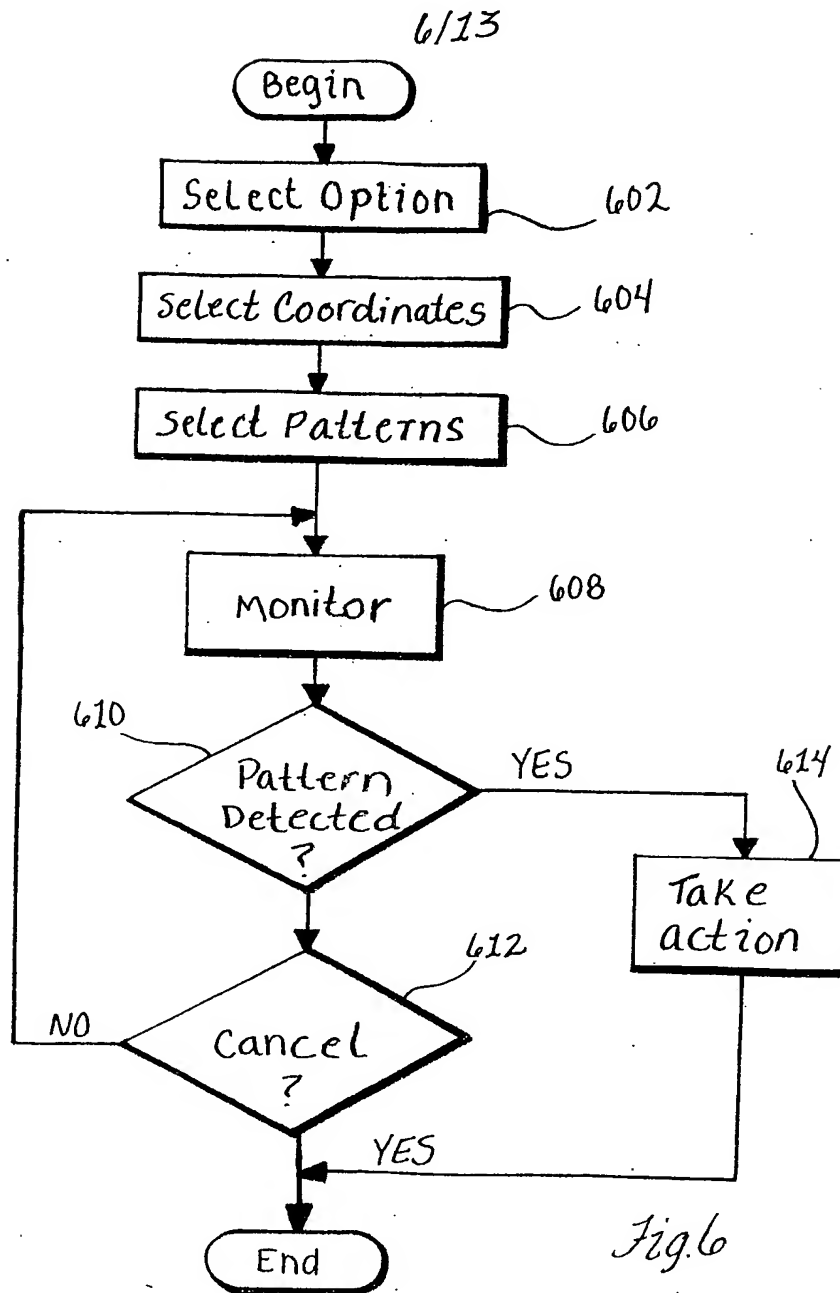 6/13
Begin
Select Option
602
Select Coordinates
604
Select Patterns
606
Monitor
608
610
Pattern
Detected
?
YES
614
Take
action
612
Cancel
?
NO
YES
End
Fig.6